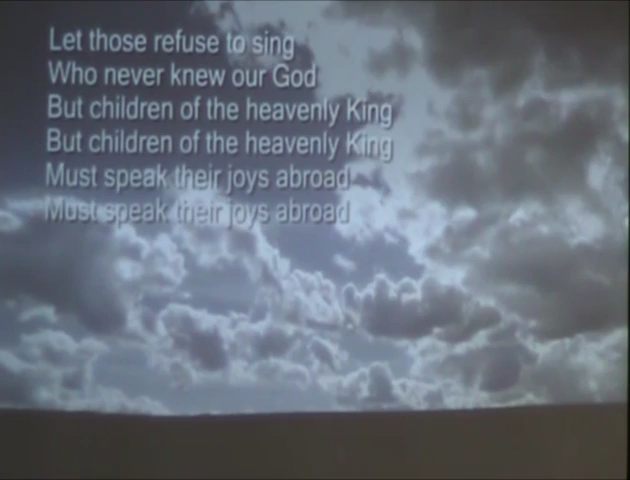 Let those refuse to sing
Who never knew our God
But children of the heavenly King
But children of the heavenly King
Must speak their joys abroad
Must speak their joys abroad